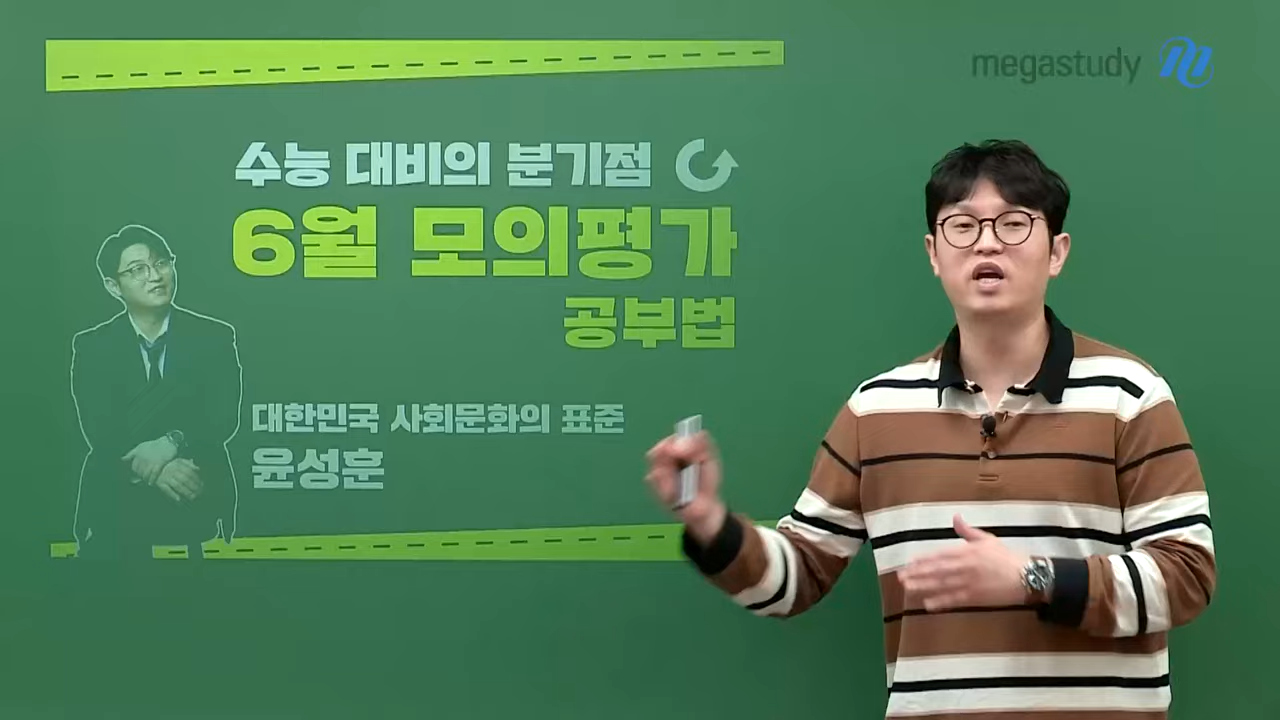 megastudy
수능 대비의 분기점
6월 모의평가
공부법
대한민국 사회문화의 표준
윤성훈